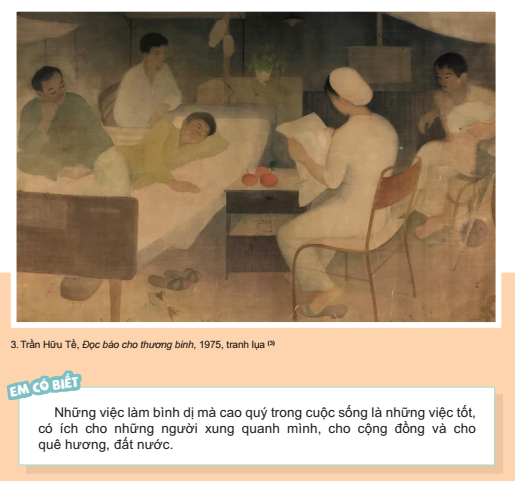 3. Trần Hữu Tề, Đọc báo cho thương binh, 1975, tranh lụa (3)
EM CÓ BIẾT
Những việc làm bình dị mà cao quý trong cuộc sống là những việc tốt,
có ích cho những người xung quanh mình, cho cộng đồng và cho
quê hương, đất nước.